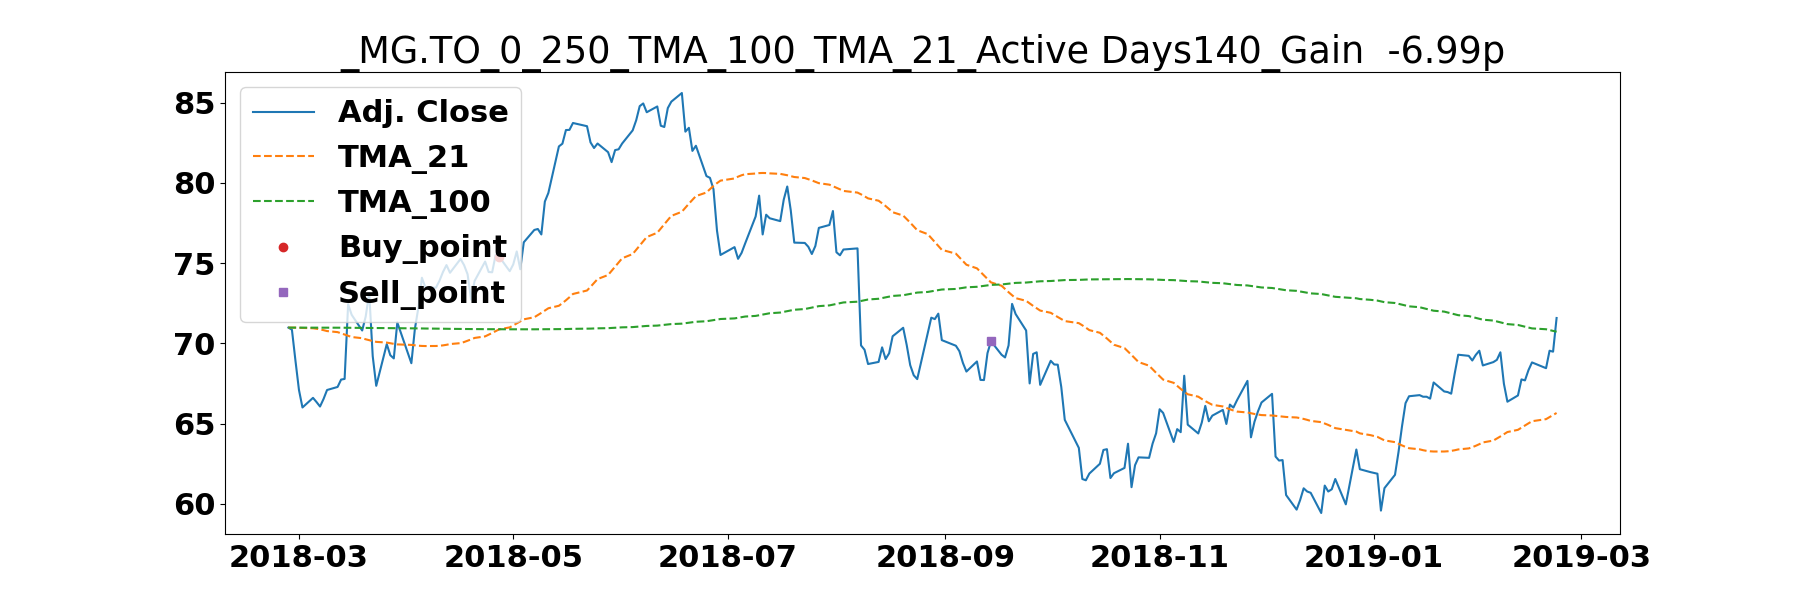 _MG.TO_0_250_TMA_100_TMA_21_Active Days140_Gain  -6.99p
Adj. Close
TMA_21
TMA_100
Buy_point
Sell_point
85
80
75
70
65
60
2018-03 2018-05 2018-07 2018-09 2018-11 2019-01 2019-03